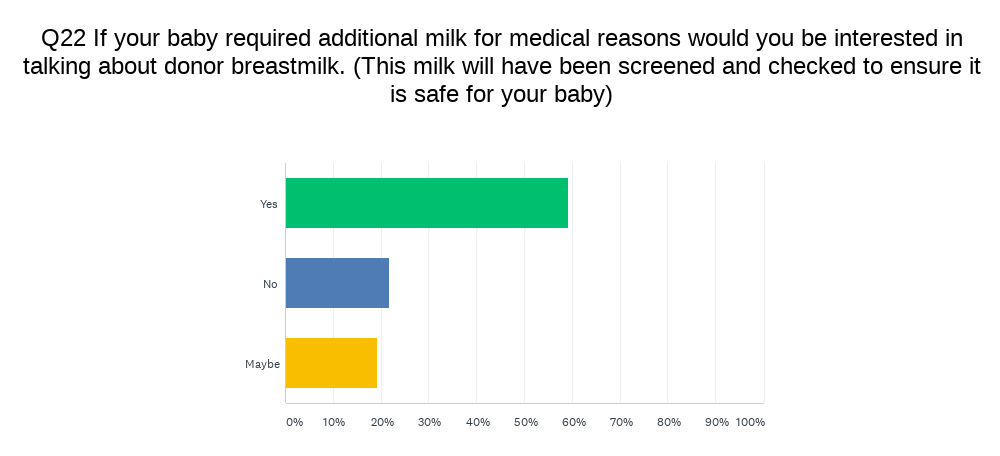 Q22 If your baby required additional milk for medical reasons would you be interested in
talking about donor breastmilk. (This milk will have been screened and checked to ensure it
is safe for your baby)
Yes
No
Maybe
0% 10% 20% 30% 40% 50% 60% 70% 80% 90% 100%